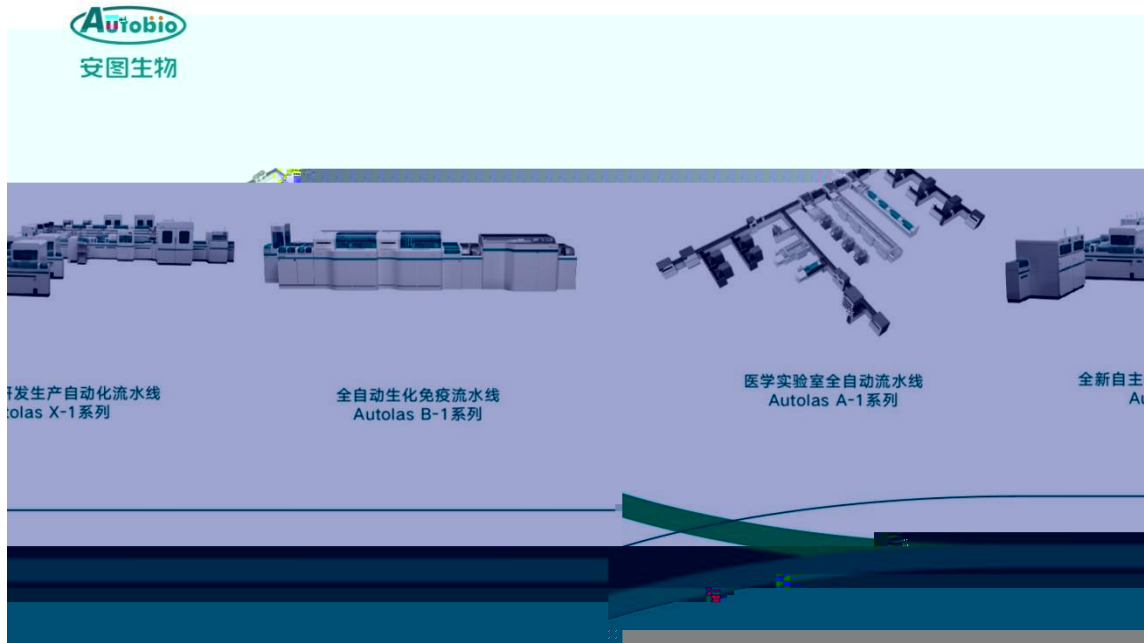 Autobio
安图生物
研发生产自动化流水线
tolas X-1系列
全自动生化免疫流水线
Autolas B-1系列
医学实验室全自动流水线
Autolas A-1系列
全新自主
Au